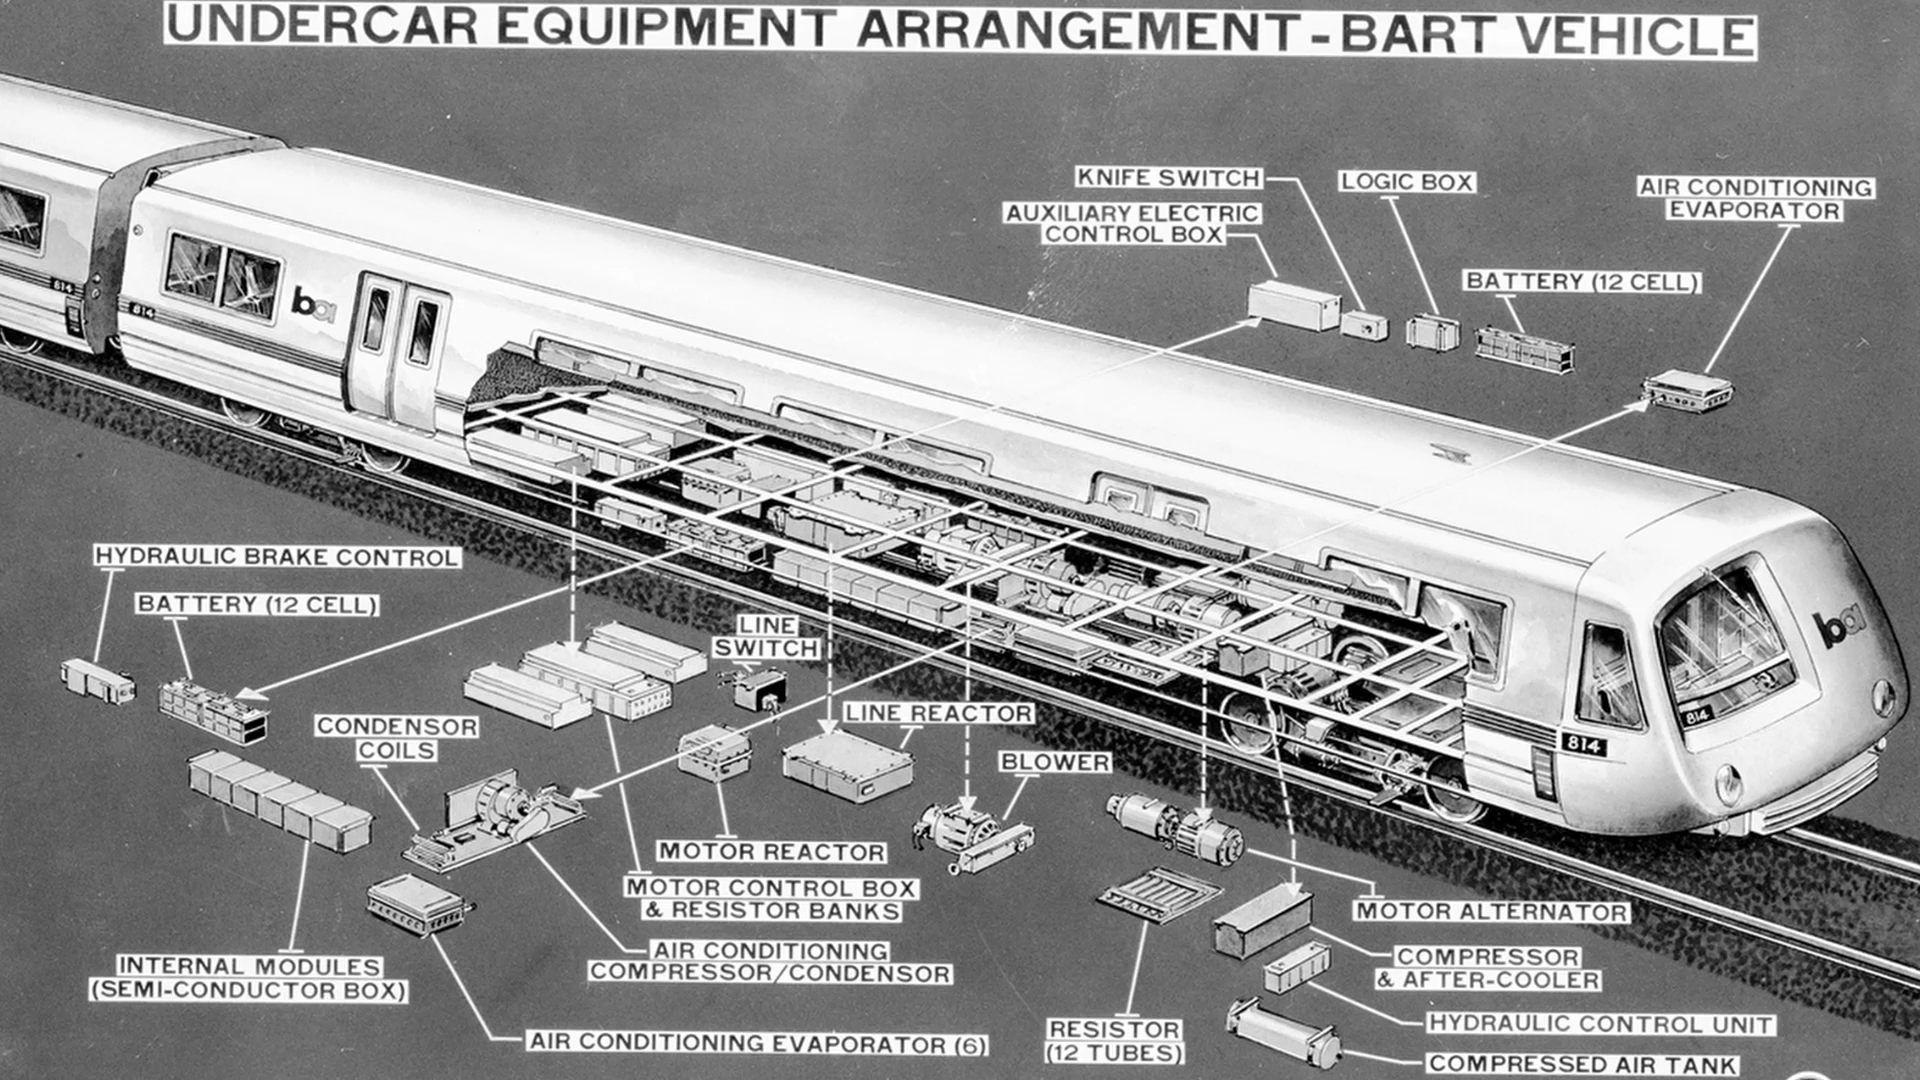 UNDERCAR EQUIPMENT ARRANGEMENT - BART VEHICLE
KNIFE SWITCH
LOGIC BOX
AIR CONDITIONING
EVAPORATOR
AUXILIARY ELECTRIC
CONTROL BOX
BATTERY (12 CELL)
814
814
ba
HYDRAULIC BRAKE CONTROL
BATTERY (12 CELL)
LINE
SWITCH
ba
814
814
CONDENSOR
COILS
LINE REACTOR
BLOWER
MOTOR REACTOR
MOTOR CONTROL BOX
& RESISTOR BANKS
MOTOR ALTERNATOR
AIR CONDITIONING
COMPRESSOR/CONDENSOR
COMPRESSOR
& AFTER-COOLER
INTERNAL MODULES
(SEMI-CONDUCTOR BOX)
HYDRAULIC CONTROL UNIT
AIR CONDITIONING EVAPORATOR (6)
RESISTOR
(12 TUBES)
COMPRESSED AIR TANK